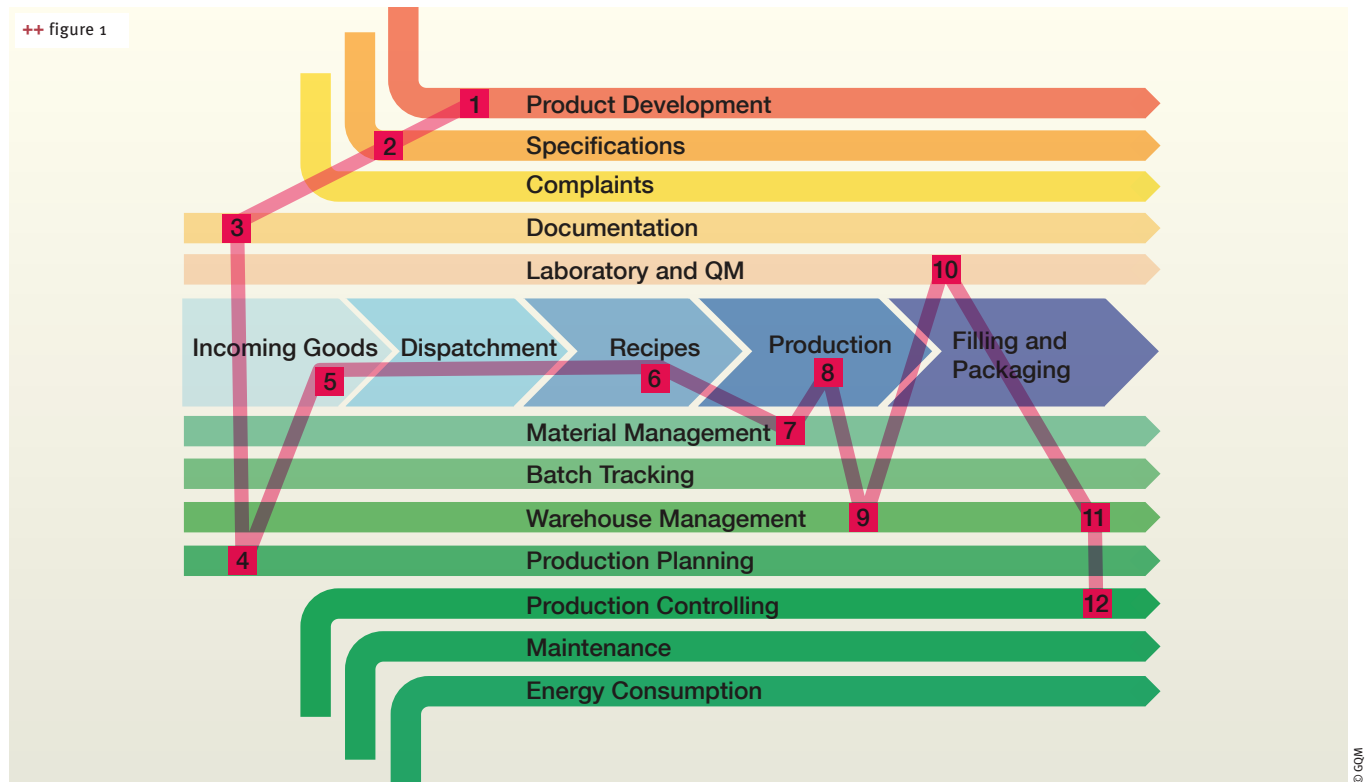 ++ figure 1
1 Product Development
2 Specifications
Complaints
3 Documentation
Laboratory and QM 10
Incoming Goods Dispatchment Recipes Production Filling and
Packaging
5 6 8
Material Management 7
Batch Tracking
Warehouse Management 9 11
4 Production Planning
Production Controlling 12
Maintenance
Energy Consumption
© GQM